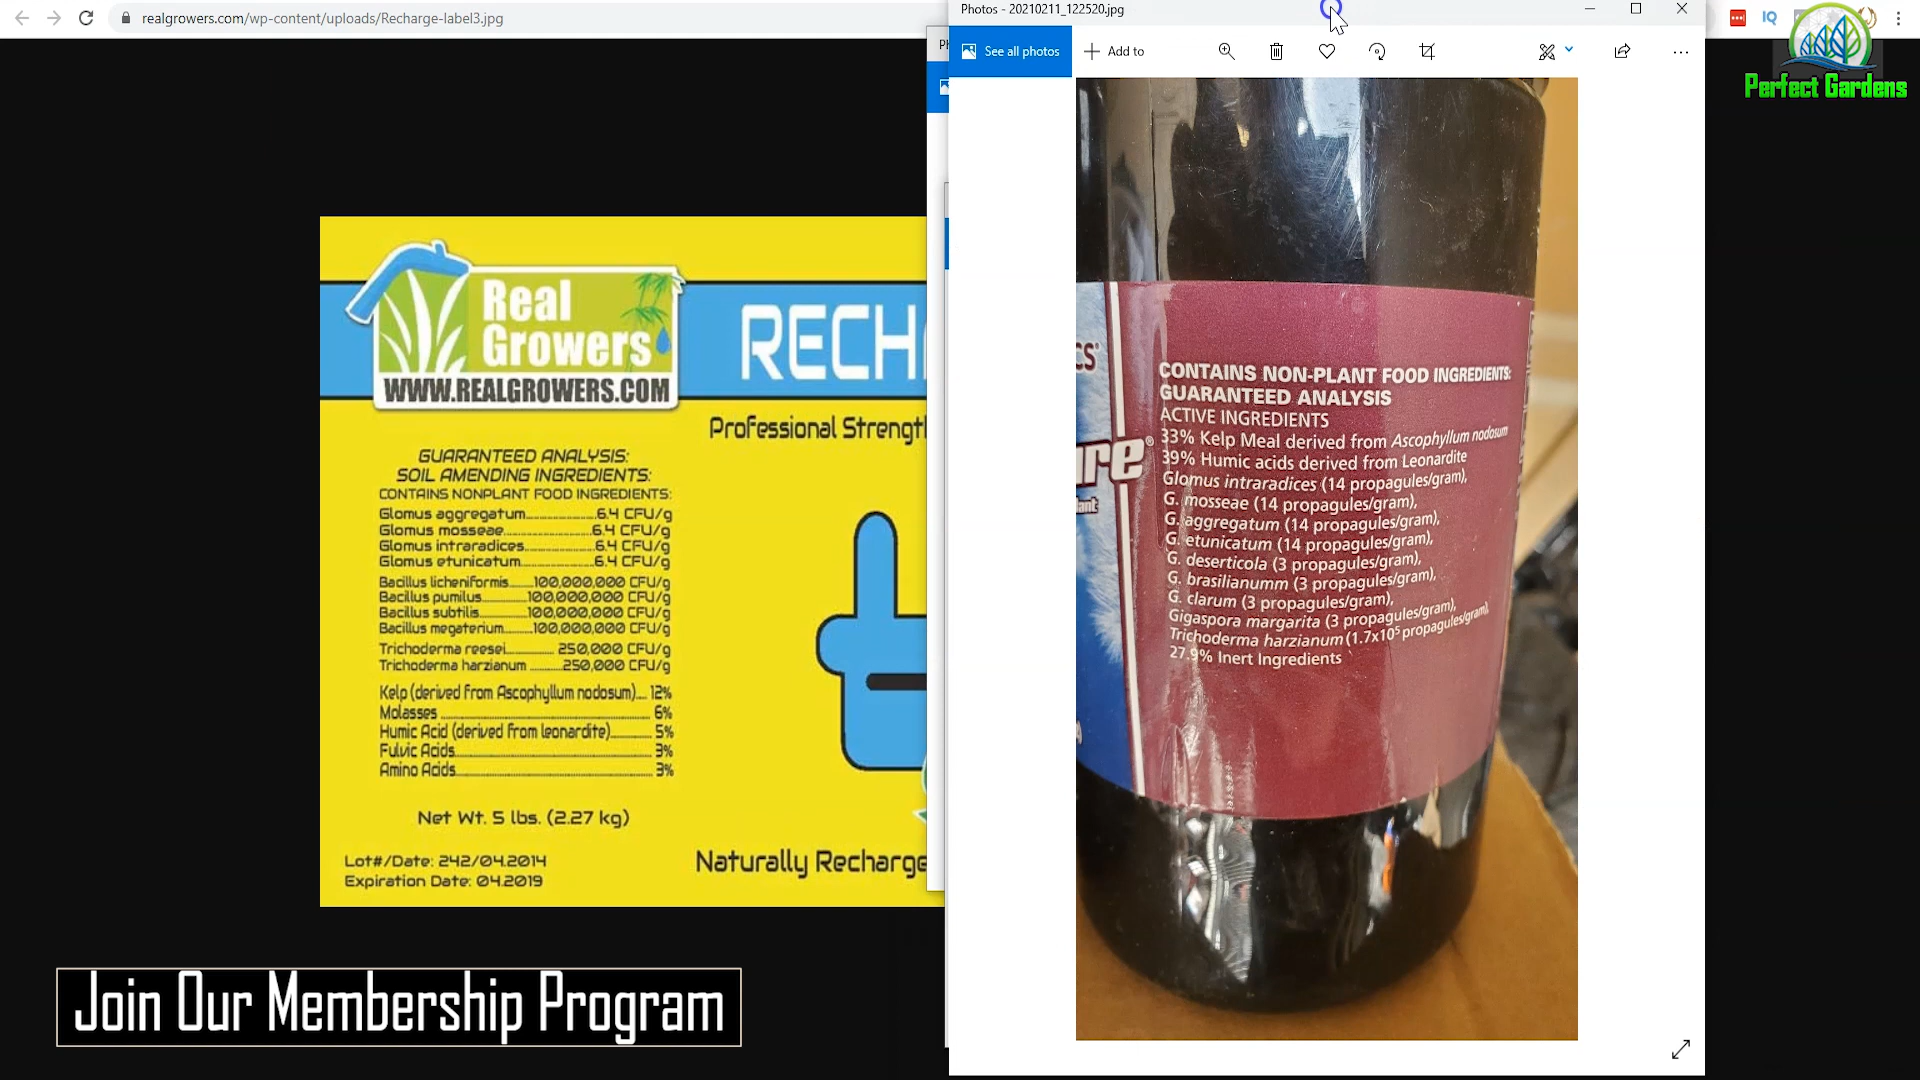 realgrowers.com/wp-content/uploads/Recharge-label3.jpg
Photos - 20210211_122520.jpg
IQ
See all photos
Add to
Perfect Gardens
Real
Growers
WWW.REALGROWERS.COM
RECH
Professional Strengt
GUARANTEED ANALYSIS:
SOIL AMENDING INGREDIENTS:
CONTAINS NONPLANT FOOD INGREDIENTS:
Glomus aggregatum 6.4 CFU/g
Glomus mosseae 6.4 CFU/g
Glomus intraradices 6.4 CFU/g
Glomus etunicatum 6.4 CFU/g
Bacillus licheniformis 100,000,000 CFU/g
Bacillus pumilus 100,000,000 CFU/g
Bacillus subtilis 100,000,000 CFU/g
Bacillus megaterium 100,000,000 CFU/g
Trichoderma reesei 250,000 CFU/g
Trichoderma harzianum 250,000 CFU/g
Kelp (derived from Ascophyllum nodosum) 12%
Molasses 6%
Humic Acid (derived from leonardite) 5%
Fulvic Acids 3%
Amino Acids 3%
Net Wt. 5 lbs. (2.27 kg)
Lot#/Date: 242/04.2014
Expiration Date: 04.2019
Naturally Recharge
CS®
ure®
lant
CONTAINS NON-PLANT FOOD INGREDIENTS:
GUARANTEED ANALYSIS
ACTIVE INGREDIENTS
33% Kelp Meal derived from Ascophyllum nodosum
39% Humic acids derived from Leonardite
Glomus intraradices (14 propagules/gram),
G. mosseae (14 propagules/gram),
G. aggregatum (14 propagules/gram),
G. etunicatum (14 propagules/gram),
G. deserticola (3 propagules/gram),
G. brasilianumm (3 propagules/gram),
G. clarum (3 propagules/gram),
Gigaspora margarita (3 propagules/gram),
Trichoderma harzianum (1.7x10⁵ propagules/gram),
27.9% Inert Ingredients
Join Our Membership Program